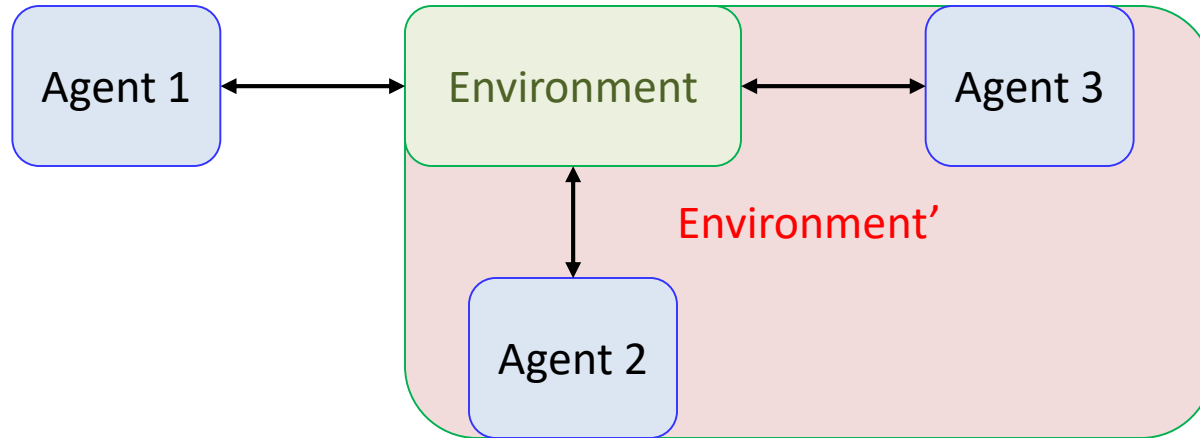 Agent 1
Environment
Agent 3
Environment’
Agent 2